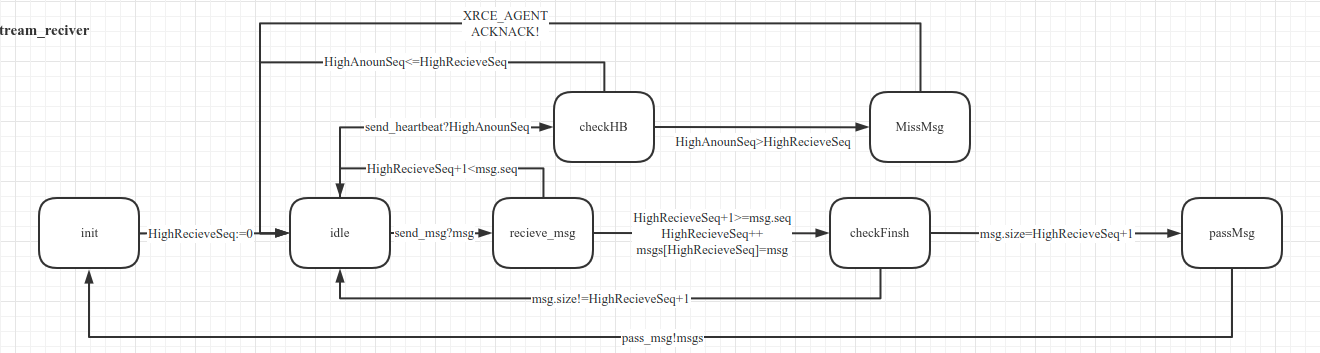 XRCE_AGENT
ACKNACK!
tream_reciver
HighAnounSeq<=HighRecieveSeq
send_heartbeat?HighAnounSeq
checkHB
MissMsg
HighAnounSeq>HighRecieveSeq
HighRecieveSeq+1<msg.seq
init
HighRecieveSeq:=0
idle
send_msg?msg
recieve_msg
HighRecieveSeq+1>=msg.seq
HighRecieveSeq++
msgs[HighRecieveSeq]=msg
checkFinsh
msg.size=HighRecieveSeq+1
passMsg
msg.size!=HighRecieveSeq+1
pass_msg!msgs